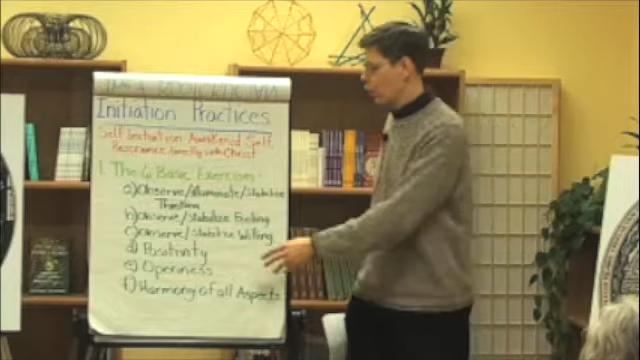 Initiation Practices
Self Initiation Awakened Self
Resonance directly with Christ
1. The 6 Basic Exercises
a) Observe/Illuminate/Stabilize
Thinking
b) Observe/Stabilize Feeling
c) Observe/Stabilize Willing
d) Positivity
e) Openness
f) Harmony of all Aspects